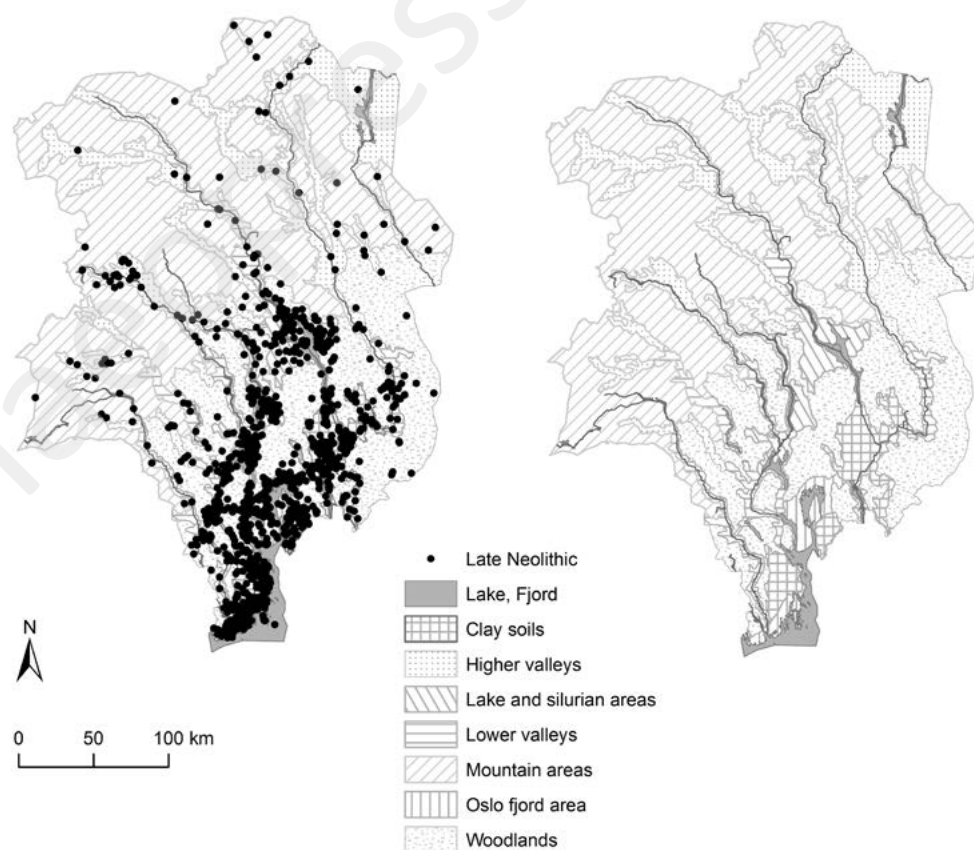 N
0 50 100 km
Late Neolithic
Lake, Fjord
Clay soils
Higher valleys
Lake and silurian areas
Lower valleys
Mountain areas
Oslo fjord area
Woodlands